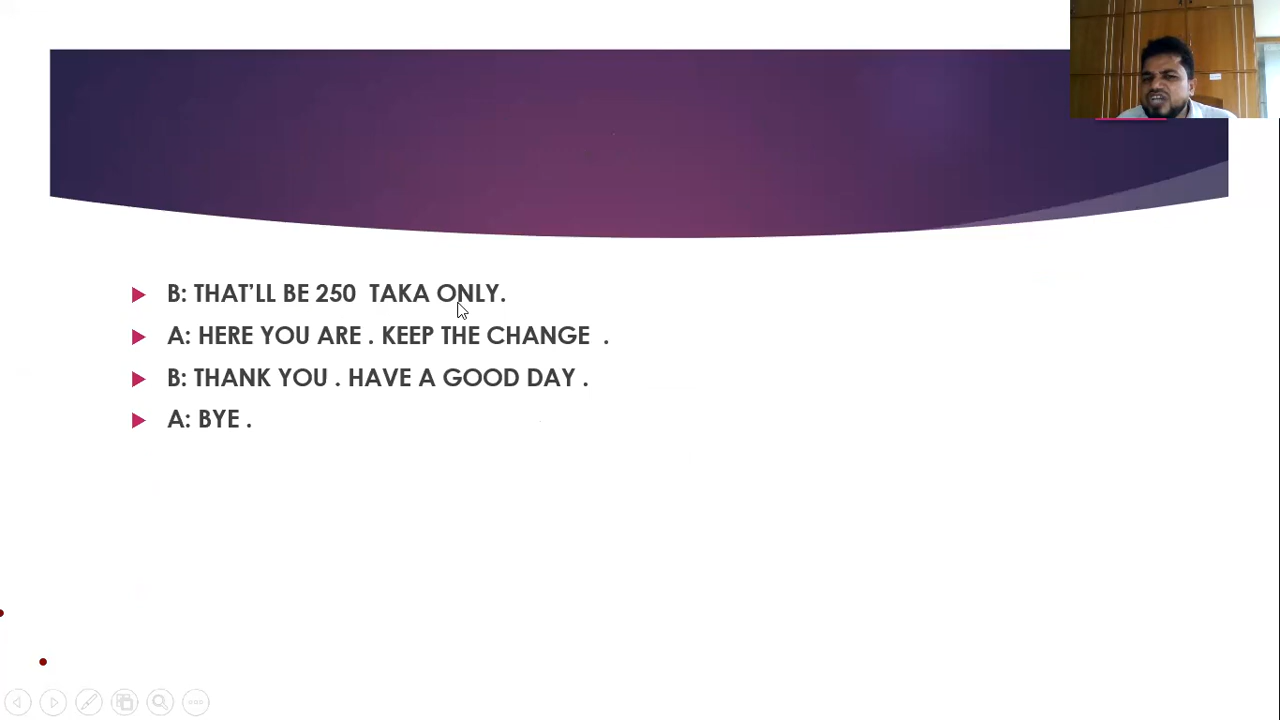 B: THAT'LL BE 250  TAKA ONLY.
A: HERE YOU ARE . KEEP THE CHANGE  .
B: THANK YOU . HAVE A GOOD DAY .
A: BYE .